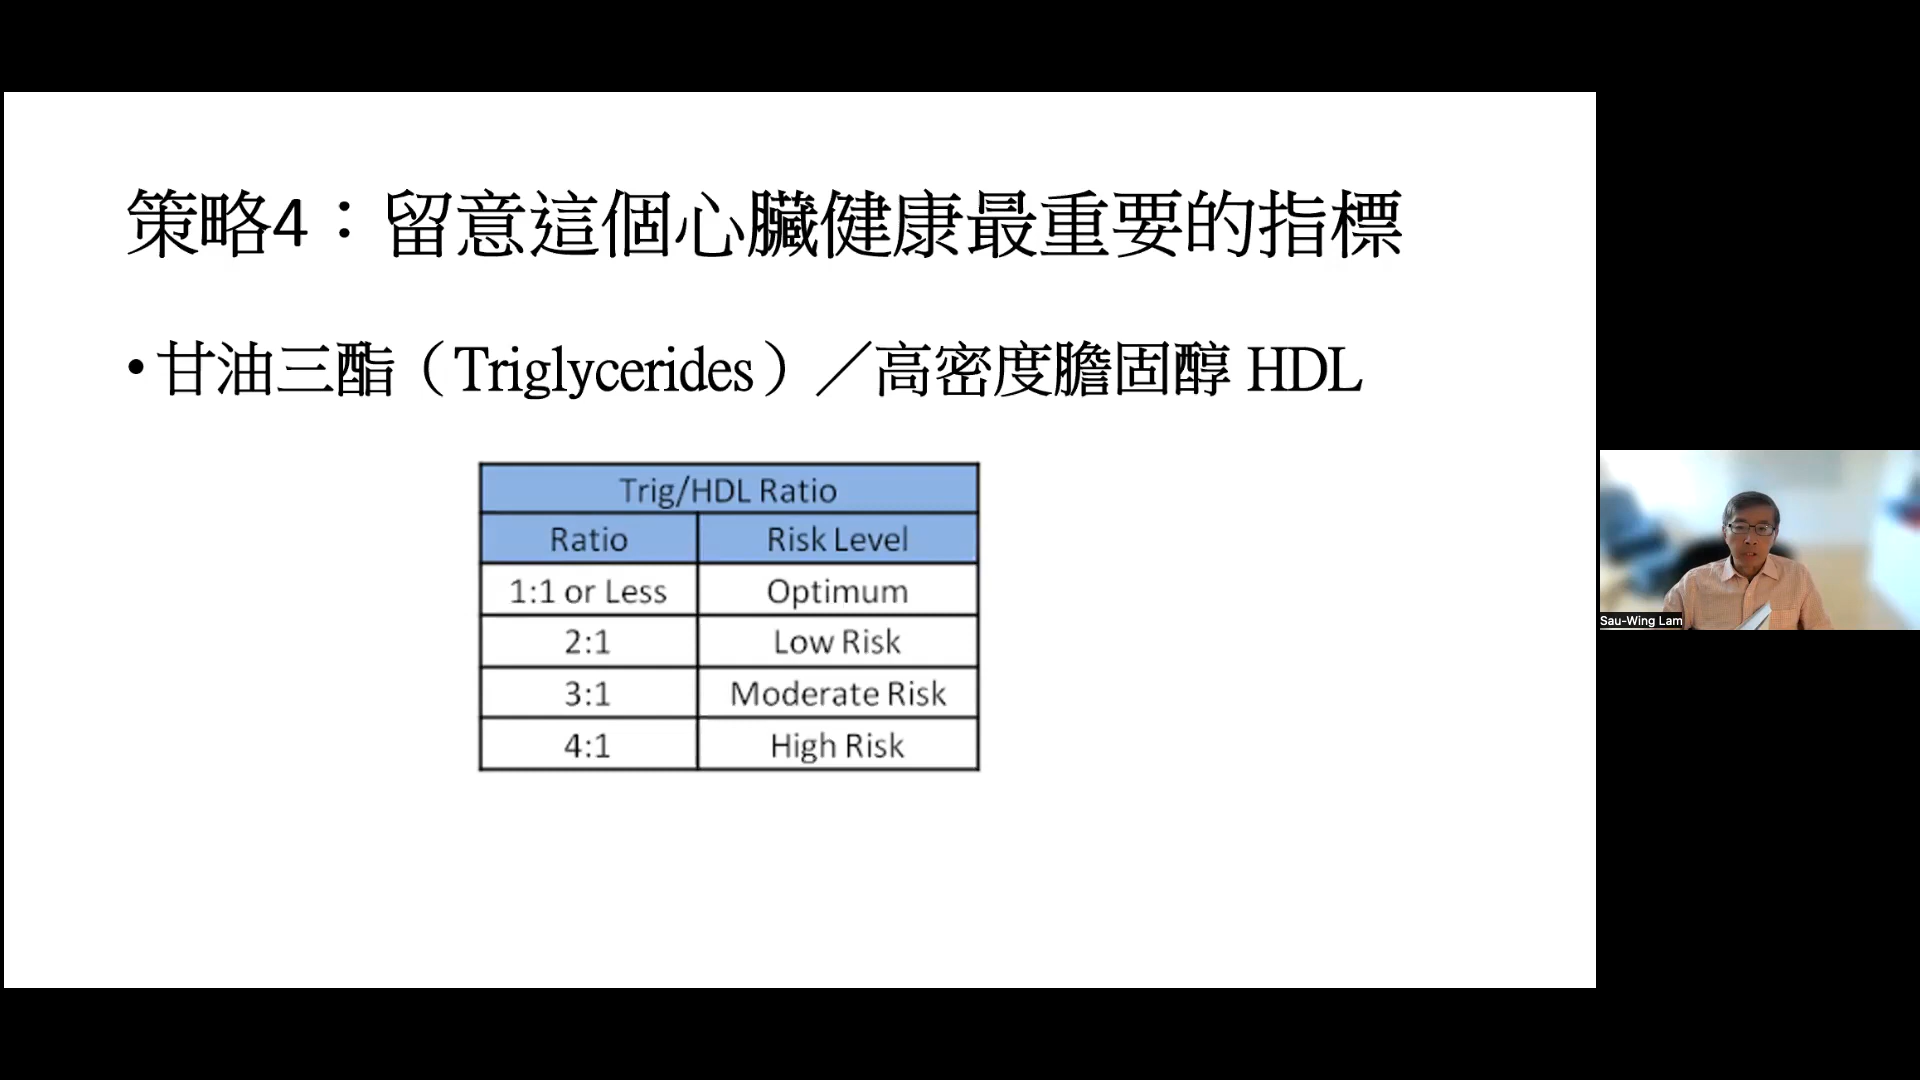 策略4：留意這個心臟健康最重要的指標
• 甘油三酯（Triglycerides）／高密度膽固醇 HDL
Trig/HDL Ratio
Ratio Risk Level
1:1 or Less Optimum
2:1 Low Risk
3:1 Moderate Risk
4:1 High Risk
Sau-Wing Lam